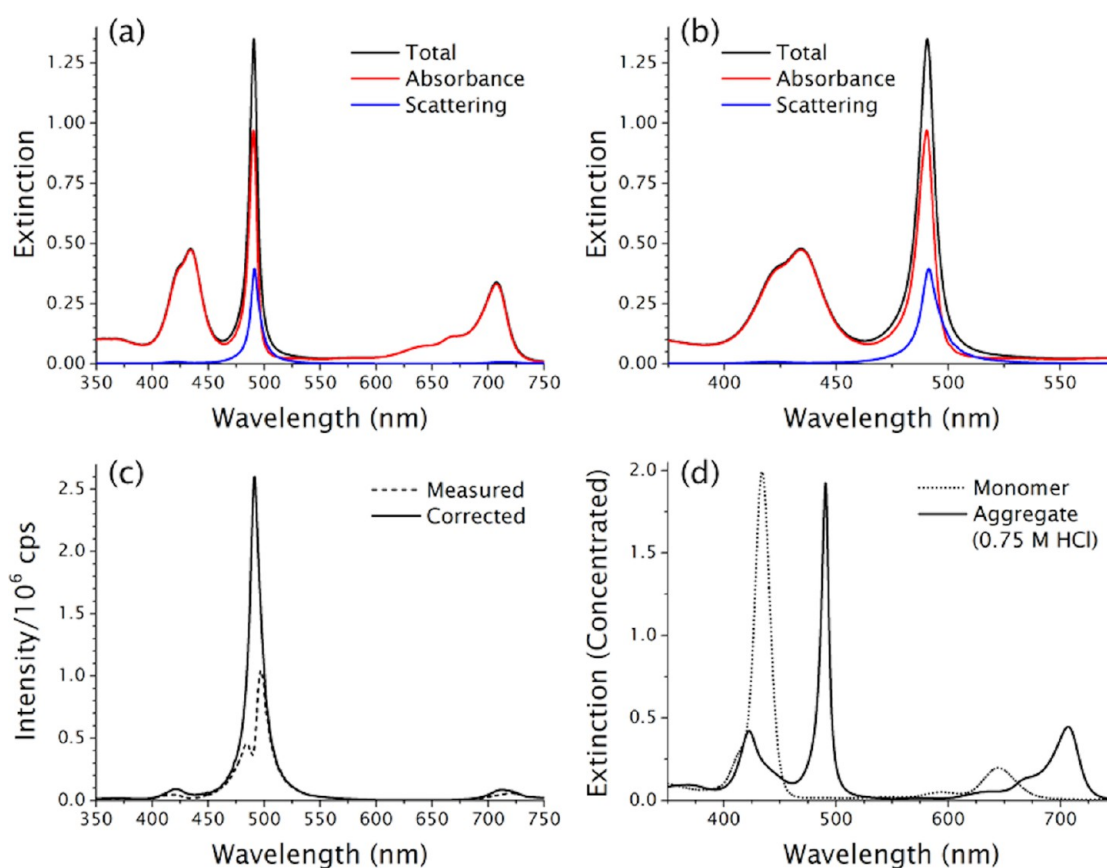 (a)
Total
Absorbance
Scattering
Extinction
1.25
1.00
0.75
0.50
0.25
0.00
350 400 450 500 550 600 650 700 750
Wavelength (nm)
(b)
Total
Absorbance
Scattering
Extinction
1.25
1.00
0.75
0.50
0.25
0.00
400 450 500 550
Wavelength (nm)
(c)
Measured
Corrected
Intensity/10⁶ cps
2.5
2.0
1.5
1.0
0.5
0.0
350 400 450 500 550 600 650 700 750
Wavelength (nm)
(d)
Monomer
Aggregate
(0.75 M HCl)
Extinction (Concentrated)
2.0
1.5
1.0
0.5
0.0
400 500 600 700
Wavelength (nm)